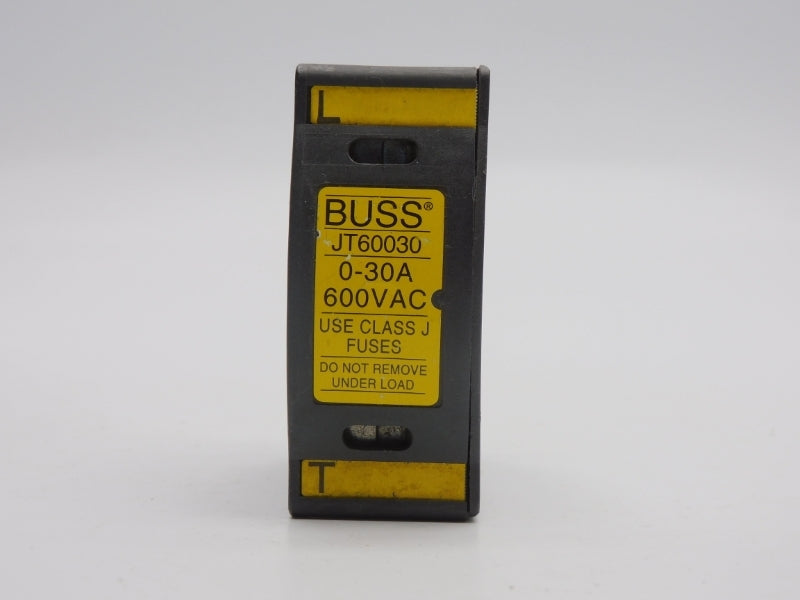 L
BUSS®
JT60030
0-30A
600VAC
USE CLASS J
FUSES
DO NOT REMOVE
UNDER LOAD
T